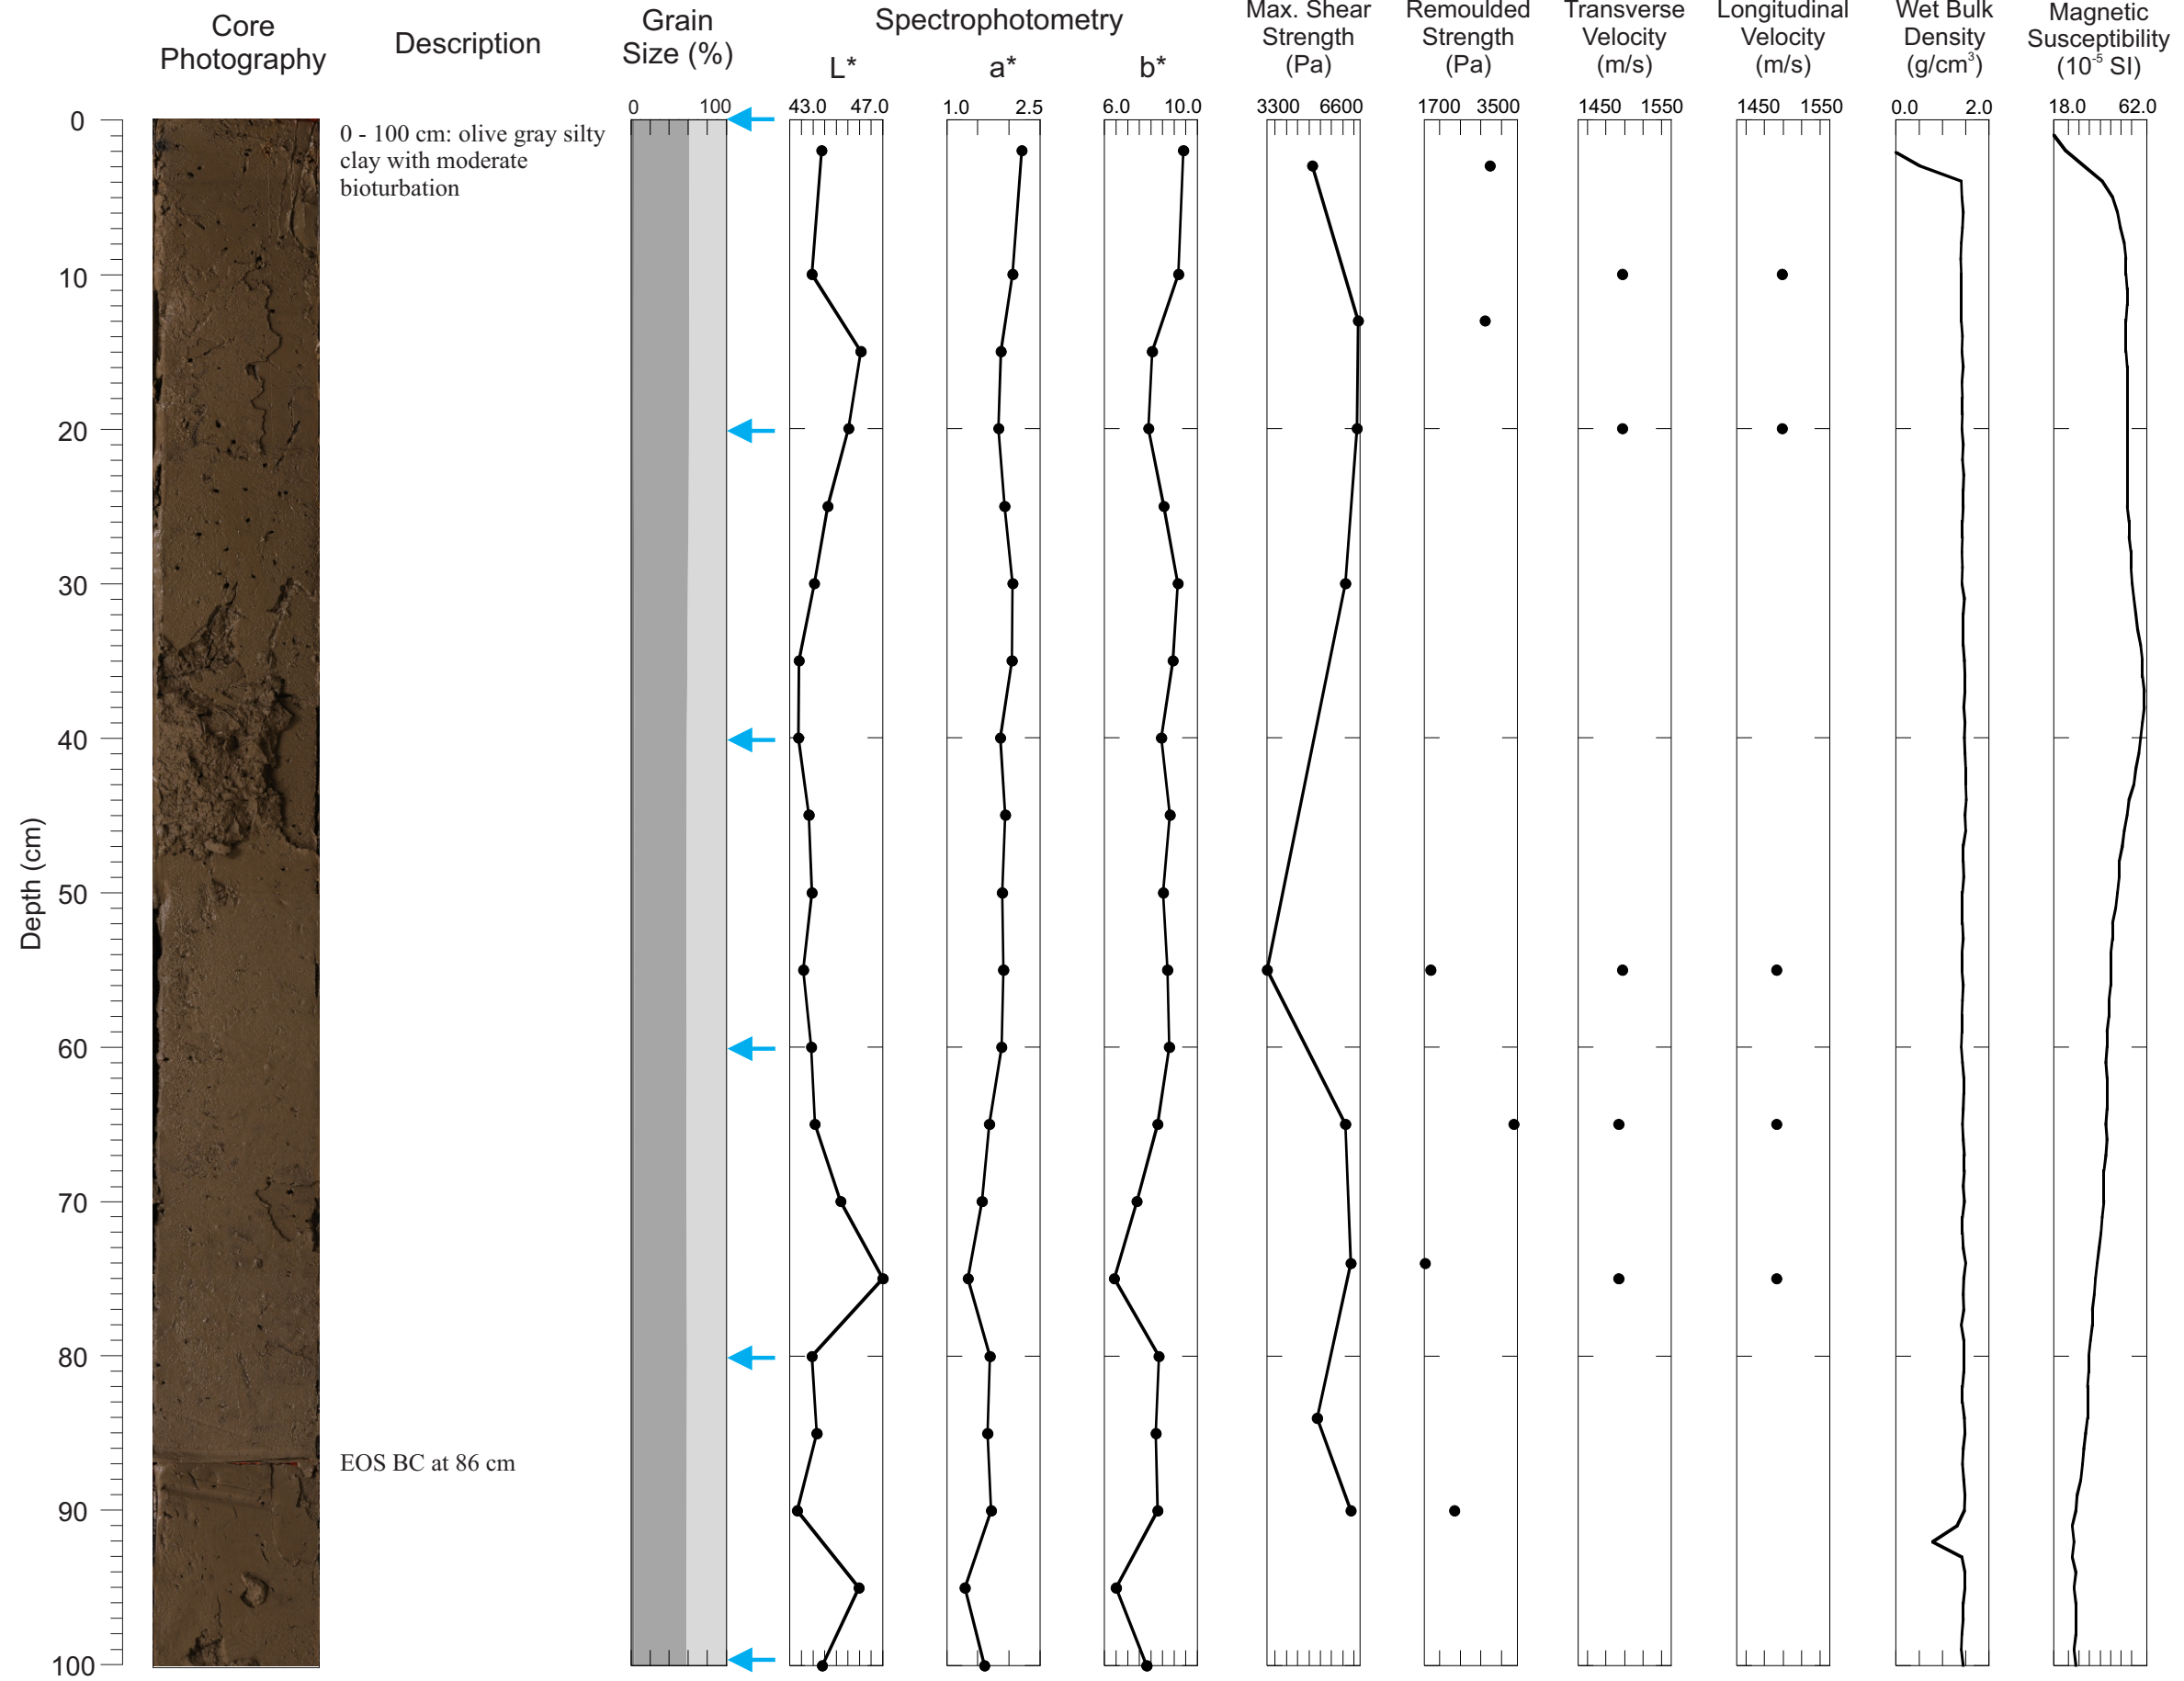 Core
Photography
Description
Grain
Size (%)
Spectrophotometry
L*
a*
b*
Max. Shear
Strength
(Pa)
Remoulded
Strength
(Pa)
Transverse
Velocity
(m/s)
Longitudinal
Velocity
(m/s)
Wet Bulk
Density
(g/cm³)
Magnetic
Susceptibility
(10⁻⁵ SI)
0 100
43.0 47.0
1.0 2.5
6.0 10.0
3300 6600
1700 3500
1450 1550
1450 1550
0.0 2.0
18.0 62.0
0 - 100 cm: olive gray silty
clay with moderate
bioturbation
EOS BC at 86 cm
Depth (cm)
0
10
20
30
40
50
60
70
80
90
100